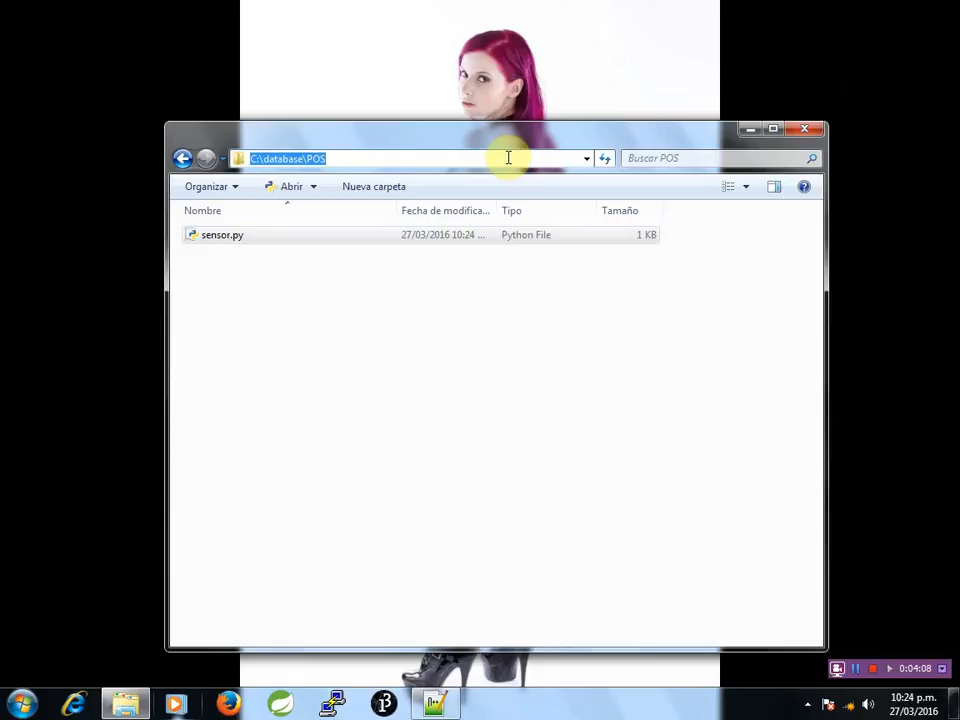 C:\database\POS
Buscar POS
Organizar
Abrir
Nueva carpeta
Nombre
Fecha de modifica...
Tipo
Tamaño
sensor.py
27/03/2016 10:24 ...
Python File
1 KB
0:04:08
10:24 p.m.
27/03/2016